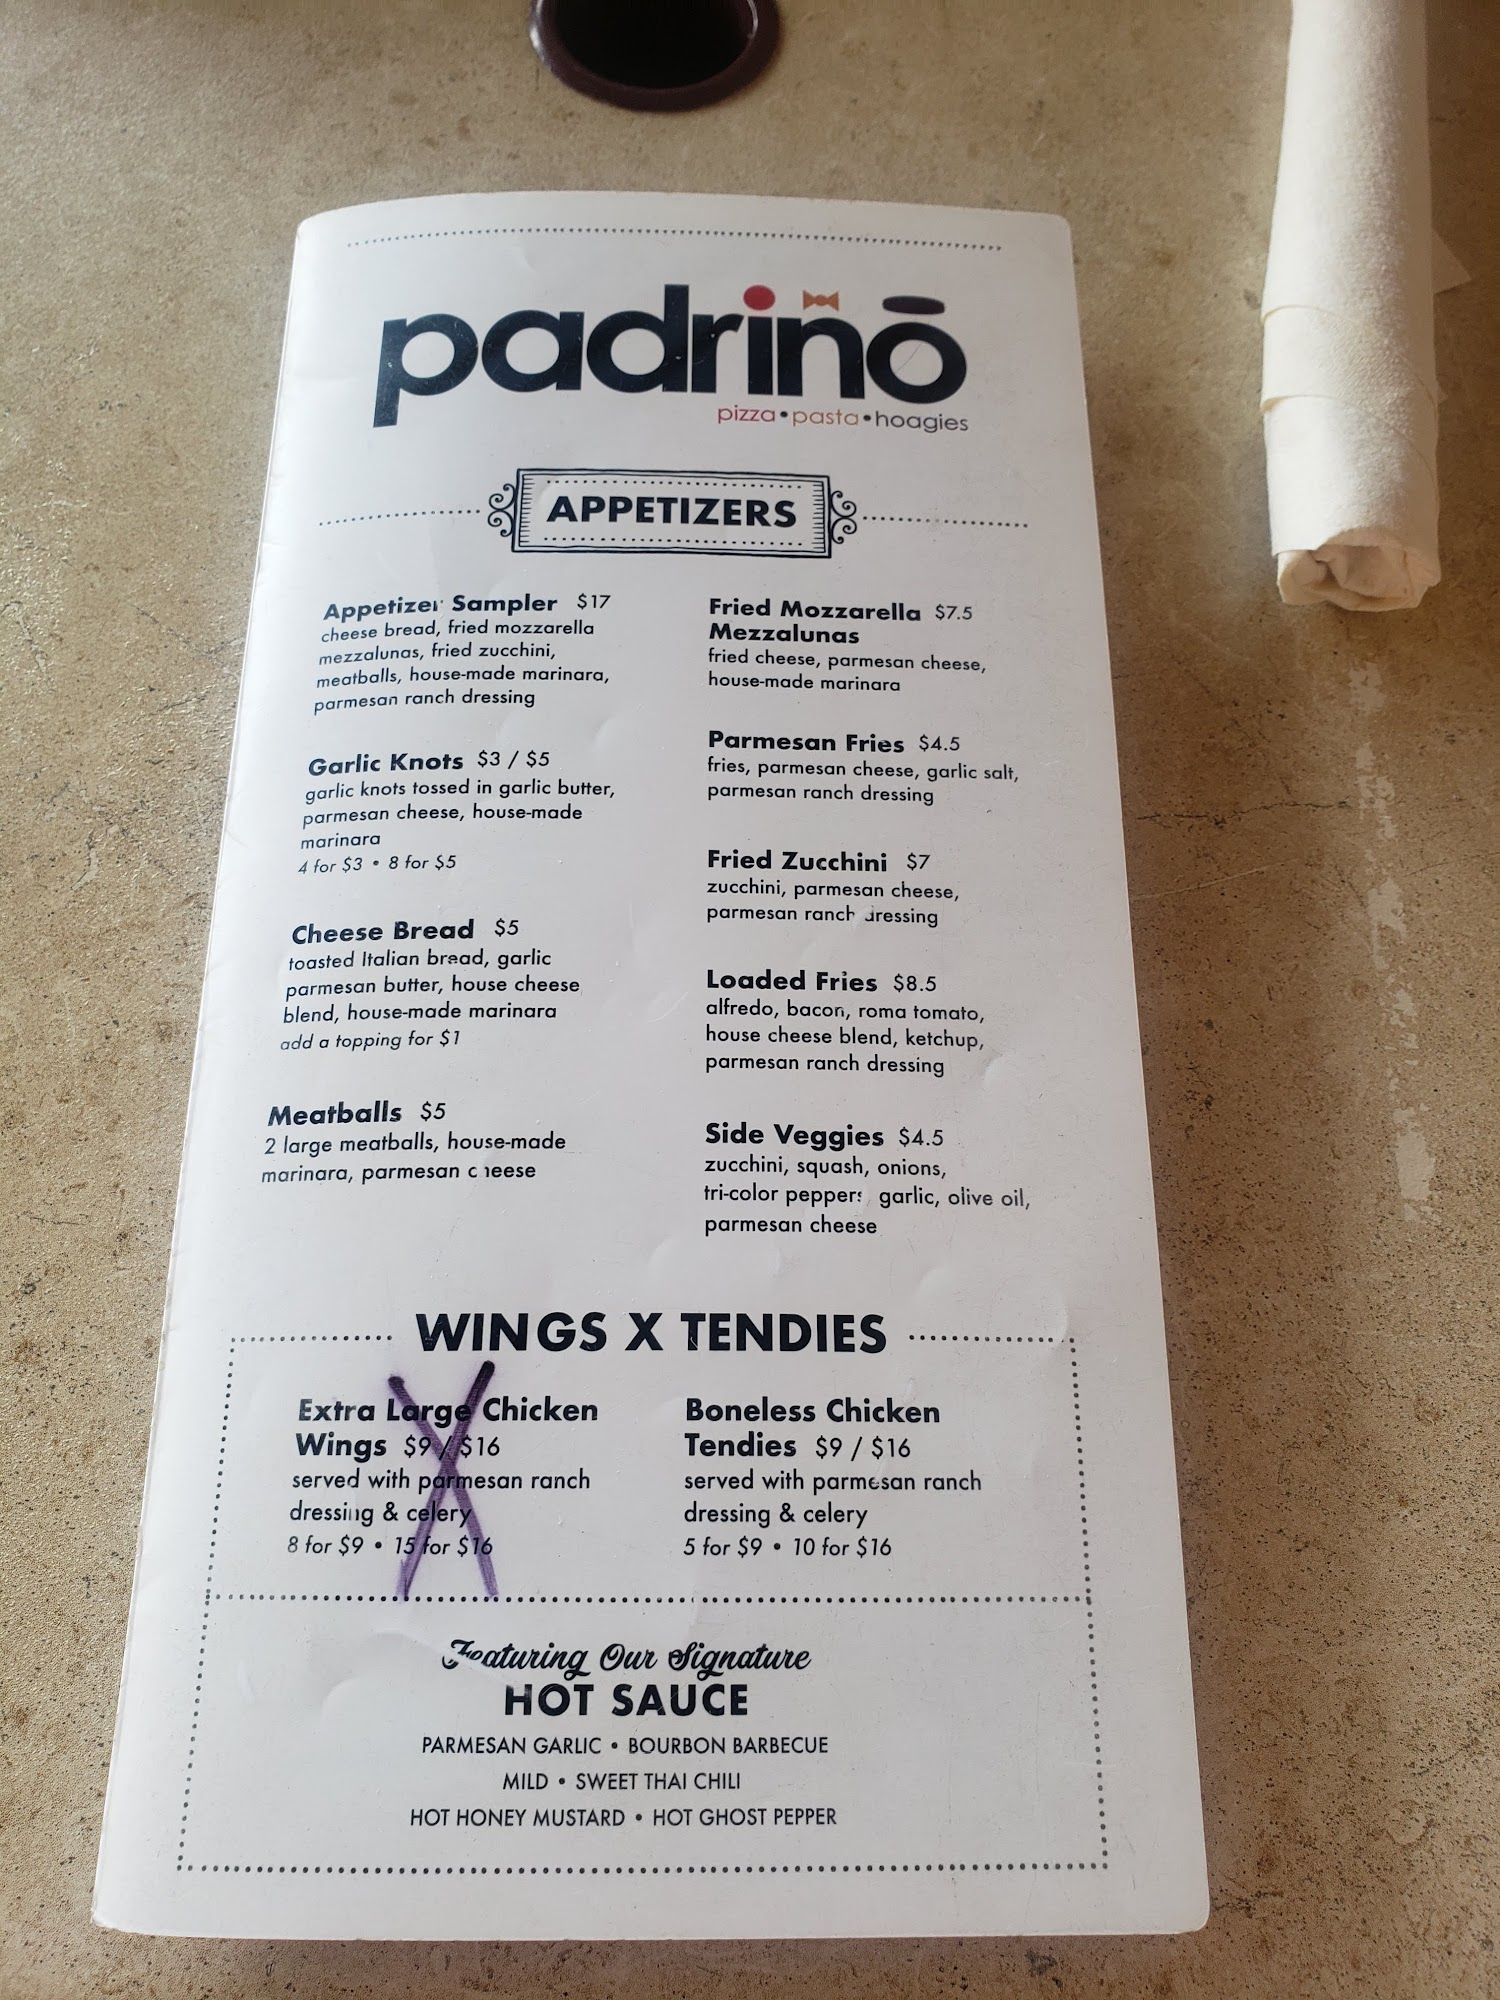 padrino
pizza•pasta•hoagies
APPETIZERS
Appetizer Sampler $17
cheese bread, fried mozzarella
mezzalunas, fried zucchini,
meatballs, house-made marinara,
parmesan ranch dressing
Garlic Knots $3 / $5
garlic knots tossed in garlic butter,
parmesan cheese, house-made
marinara
4 for $3 • 8 for $5
Cheese Bread $5
toasted Italian bread, garlic
parmesan butter, house cheese
blend, house-made marinara
add a topping for $1
Meatballs $5
2 large meatballs, house-made
marinara, parmesan cheese
Fried Mozzarella $7.5
Mezzalunas
fried cheese, parmesan cheese,
house-made marinara
Parmesan Fries $4.5
fries, parmesan cheese, garlic salt,
parmesan ranch dressing
Fried Zucchini $7
zucchini, parmesan cheese,
parmesan ranch dressing
Loaded Fries $8.5
alfredo, bacon, roma tomato,
house cheese blend, ketchup,
parmesan ranch dressing
Side Veggies $4.5
zucchini, squash, onions,
tri-color peppers, garlic, olive oil,
parmesan cheese
WINGS X TENDIES
Extra Large Chicken
Wings $9 / $16
served with parmesan ranch
dressing & celery
8 for $9 • 15 for $16
Boneless Chicken
Tendies $9 / $16
served with parmesan ranch
dressing & celery
5 for $9 • 10 for $16
Featuring Our Signature
HOT SAUCE
PARMESAN GARLIC • BOURBON BARBECUE
MILD • SWEET THAI CHILI
HOT HONEY MUSTARD • HOT GHOST PEPPER